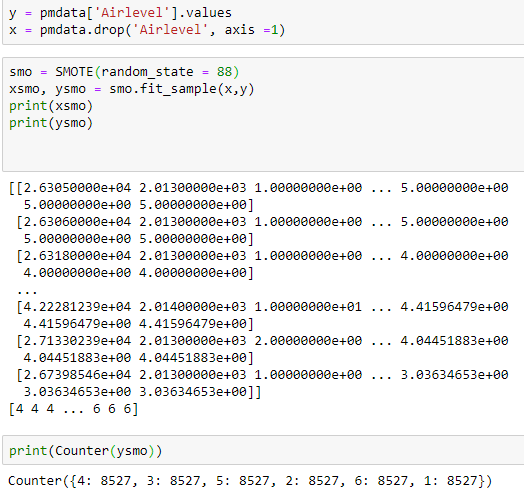 y = pmdata['Airlevel'].values
x = pmdata.drop('Airlevel', axis =1)
smo = SMOTE(random_state = 88)
xsmo, ysmo = smo.fit_sample(x,y)
print(xsmo)
print(ysmo)
[[2.63050000e+04 2.01300000e+03 1.00000000e+00 ... 5.00000000e+00
5.00000000e+00 5.00000000e+00]
[2.63060000e+04 2.01300000e+03 1.00000000e+00 ... 5.00000000e+00
5.00000000e+00 5.00000000e+00]
[2.63180000e+04 2.01300000e+03 1.00000000e+00 ... 4.00000000e+00
4.00000000e+00 4.00000000e+00]
...
[4.22281239e+04 2.01400000e+03 1.00000000e+01 ... 4.41596479e+00
4.41596479e+00 4.41596479e+00]
[2.71330239e+04 2.01300000e+03 2.00000000e+00 ... 4.04451883e+00
4.04451883e+00 4.04451883e+00]
[2.67398546e+04 2.01300000e+03 1.00000000e+00 ... 3.03634653e+00
3.03634653e+00 3.03634653e+00]]
[4 4 4 ... 6 6 6]
print(Counter(ysmo))
Counter({4: 8527, 3: 8527, 5: 8527, 2: 8527, 6: 8527, 1: 8527})